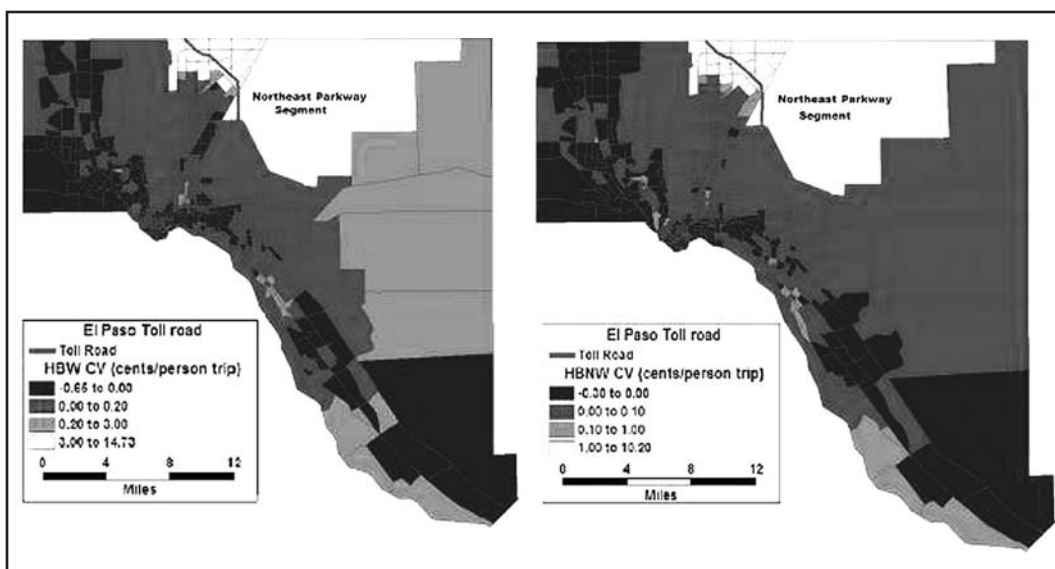 Northeast Parkway
Segment
El Paso Toll road
Toll Road
HBW CV (cents/person trip)
-0.65 to 0.00
0.00 to 0.20
0.20 to 3.00
3.00 to 14.73
0 4 8 12
Miles
Northeast Parkway
Segment
El Paso Toll road
Toll Road
HBNW CV (cents/person trip)
-0.30 to 0.00
0.00 to 0.10
0.10 to 1.00
1.00 to 10.20
0 4 8 12
Miles